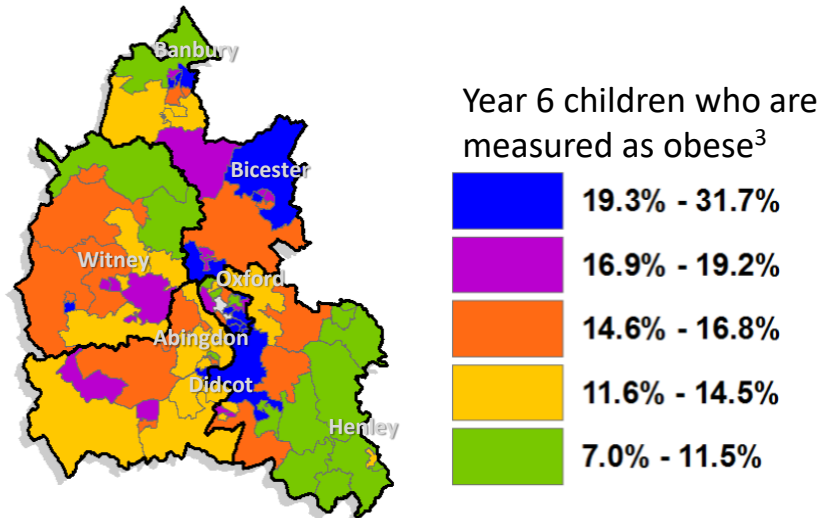 Banbury
Bicester
Witney
Oxford
Abingdon
Didcot
Henley
Year 6 children who are
measured as obese³
19.3% - 31.7%
16.9% - 19.2%
14.6% - 16.8%
11.6% - 14.5%
7.0% - 11.5%